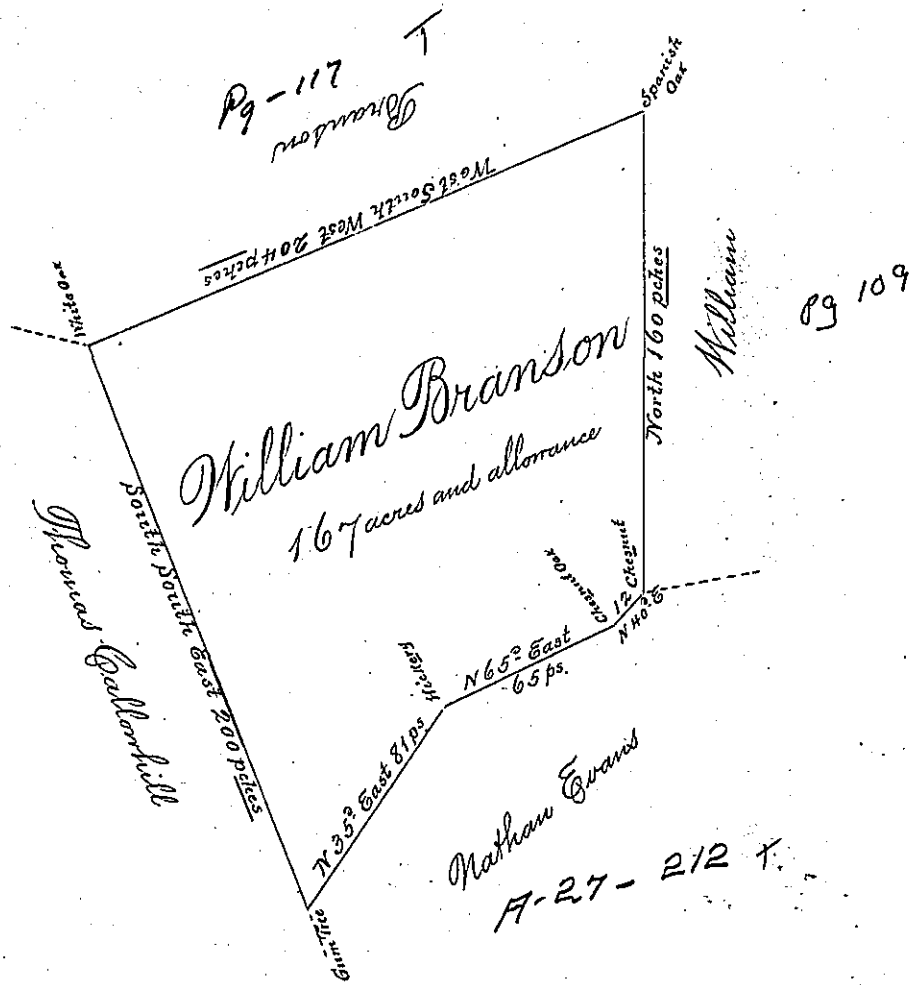 Pg - 117 T
Branson
Spanish
Oak
West South West 204 pches
White Oak
North 160 pches
William
Pg 109
William Branson
167 acres and allowance
Thomas Callowhill
South South East 200 pches
Chesnut Oak
12 Chesnut
N 40° E
Hickery
N 65° East
65 ps.
N 35° East 81 ps.
Nathan Evans
Gum Tree
A-27- 212 T.